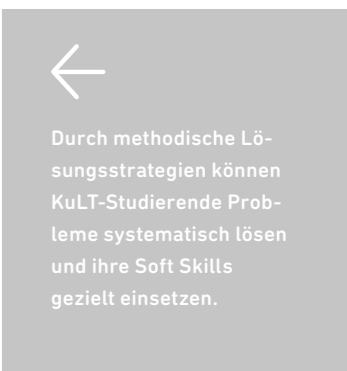 Durch methodische Lö-
sungsstrategien können
KuLT-Studierende Prob-
leme systematisch lösen
und ihre Soft Skills
gezielt einsetzen.